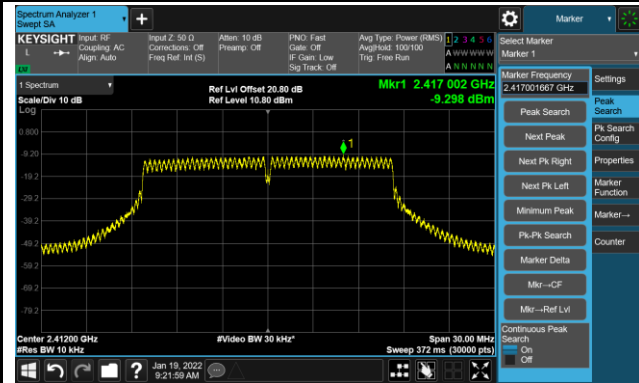 Spectrum Analyzer 1
Swept SA
Marker
KEYSIGHT
Input: RF
Coupling: AC
Align: Auto
Input Z: 50 Ω
Corrections: Off
Freq Ref: Int (S)
Atten: 10 dB
Preamp: Off
PNO: Fast
Gate: Off
IF Gain: Low
Sig Track: Off
Avg Type: Power (RMS)
Avg|Hold: 100/100
Trig: Free Run
1 2 3 4 5 6
A W W W W W
A N N N N N
L
Select Marker
Marker 1
1 Spectrum
Scale/Div 10 dB
Log
Ref Lvl Offset 20.80 dB
Ref Level 10.80 dBm
Mkr1 2.417 002 GHz
-9.298 dBm
0.800
-9.20
-19.2
-29.2
-39.2
-49.2
-59.2
-69.2
-79.2
1
Center 2.41200 GHz
#Res BW 10 kHz
#Video BW 30 kHz*
Span 30.00 MHz
Sweep 372 ms (30000 pts)
Marker Frequency
2.417001667 GHz
Peak Search
Next Peak
Next Pk Right
Next Pk Left
Minimum Peak
Pk-Pk Search
Marker Delta
Mkr→CF
Mkr→Ref Lvl
Continuous Peak
Search
On
Off
Settings
Peak
Search
Pk Search
Config
Properties
Marker
Function
Marker→
Counter
?
Jan 19, 2022
9:21:59 AM